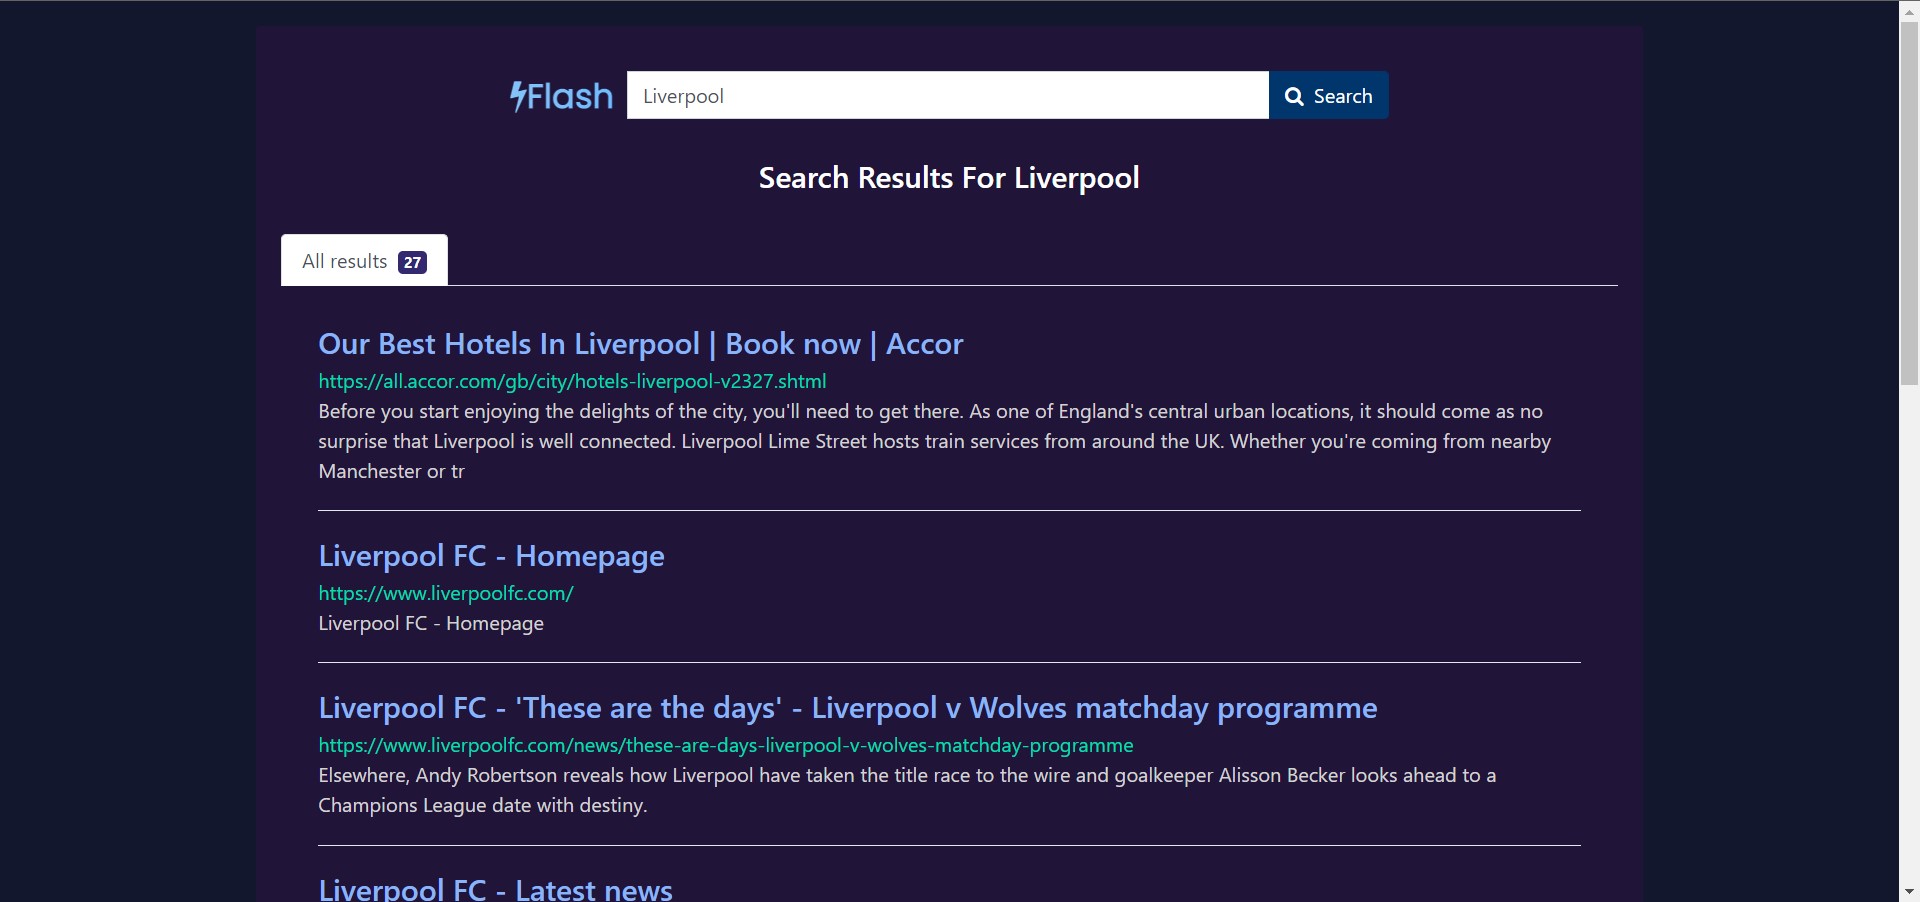 Flash
Liverpool
Search
Search Results For Liverpool
All results 27
Our Best Hotels In Liverpool | Book now | Accor
https://all.accor.com/gb/city/hotels-liverpool-v2327.shtml
Before you start enjoying the delights of the city, you'll need to get there. As one of England's central urban locations, it should come as no
surprise that Liverpool is well connected. Liverpool Lime Street hosts train services from around the UK. Whether you're coming from nearby
Manchester or tr
Liverpool FC - Homepage
https://www.liverpoolfc.com/
Liverpool FC - Homepage
Liverpool FC - 'These are the days' - Liverpool v Wolves matchday programme
https://www.liverpoolfc.com/news/these-are-days-liverpool-v-wolves-matchday-programme
Elsewhere, Andy Robertson reveals how Liverpool have taken the title race to the wire and goalkeeper Alisson Becker looks ahead to a
Champions League date with destiny.
Liverpool FC - Latest news